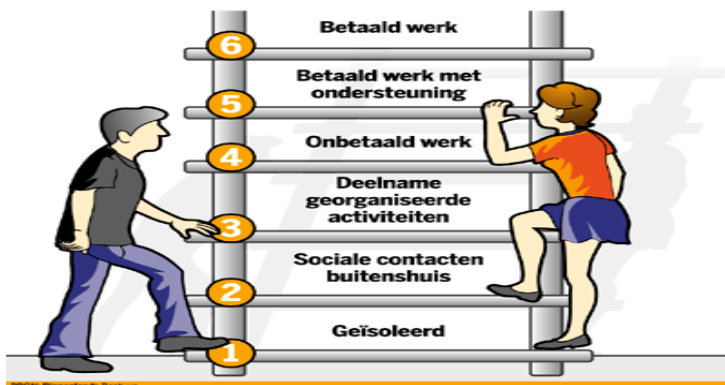 6
Betaald werk
5
Betaald werk met
ondersteuning
4
Onbetaald werk
3
Deelname
georganiseerde
activiteiten
2
Sociale contacten
buitenshuis
1
Geïsoleerd